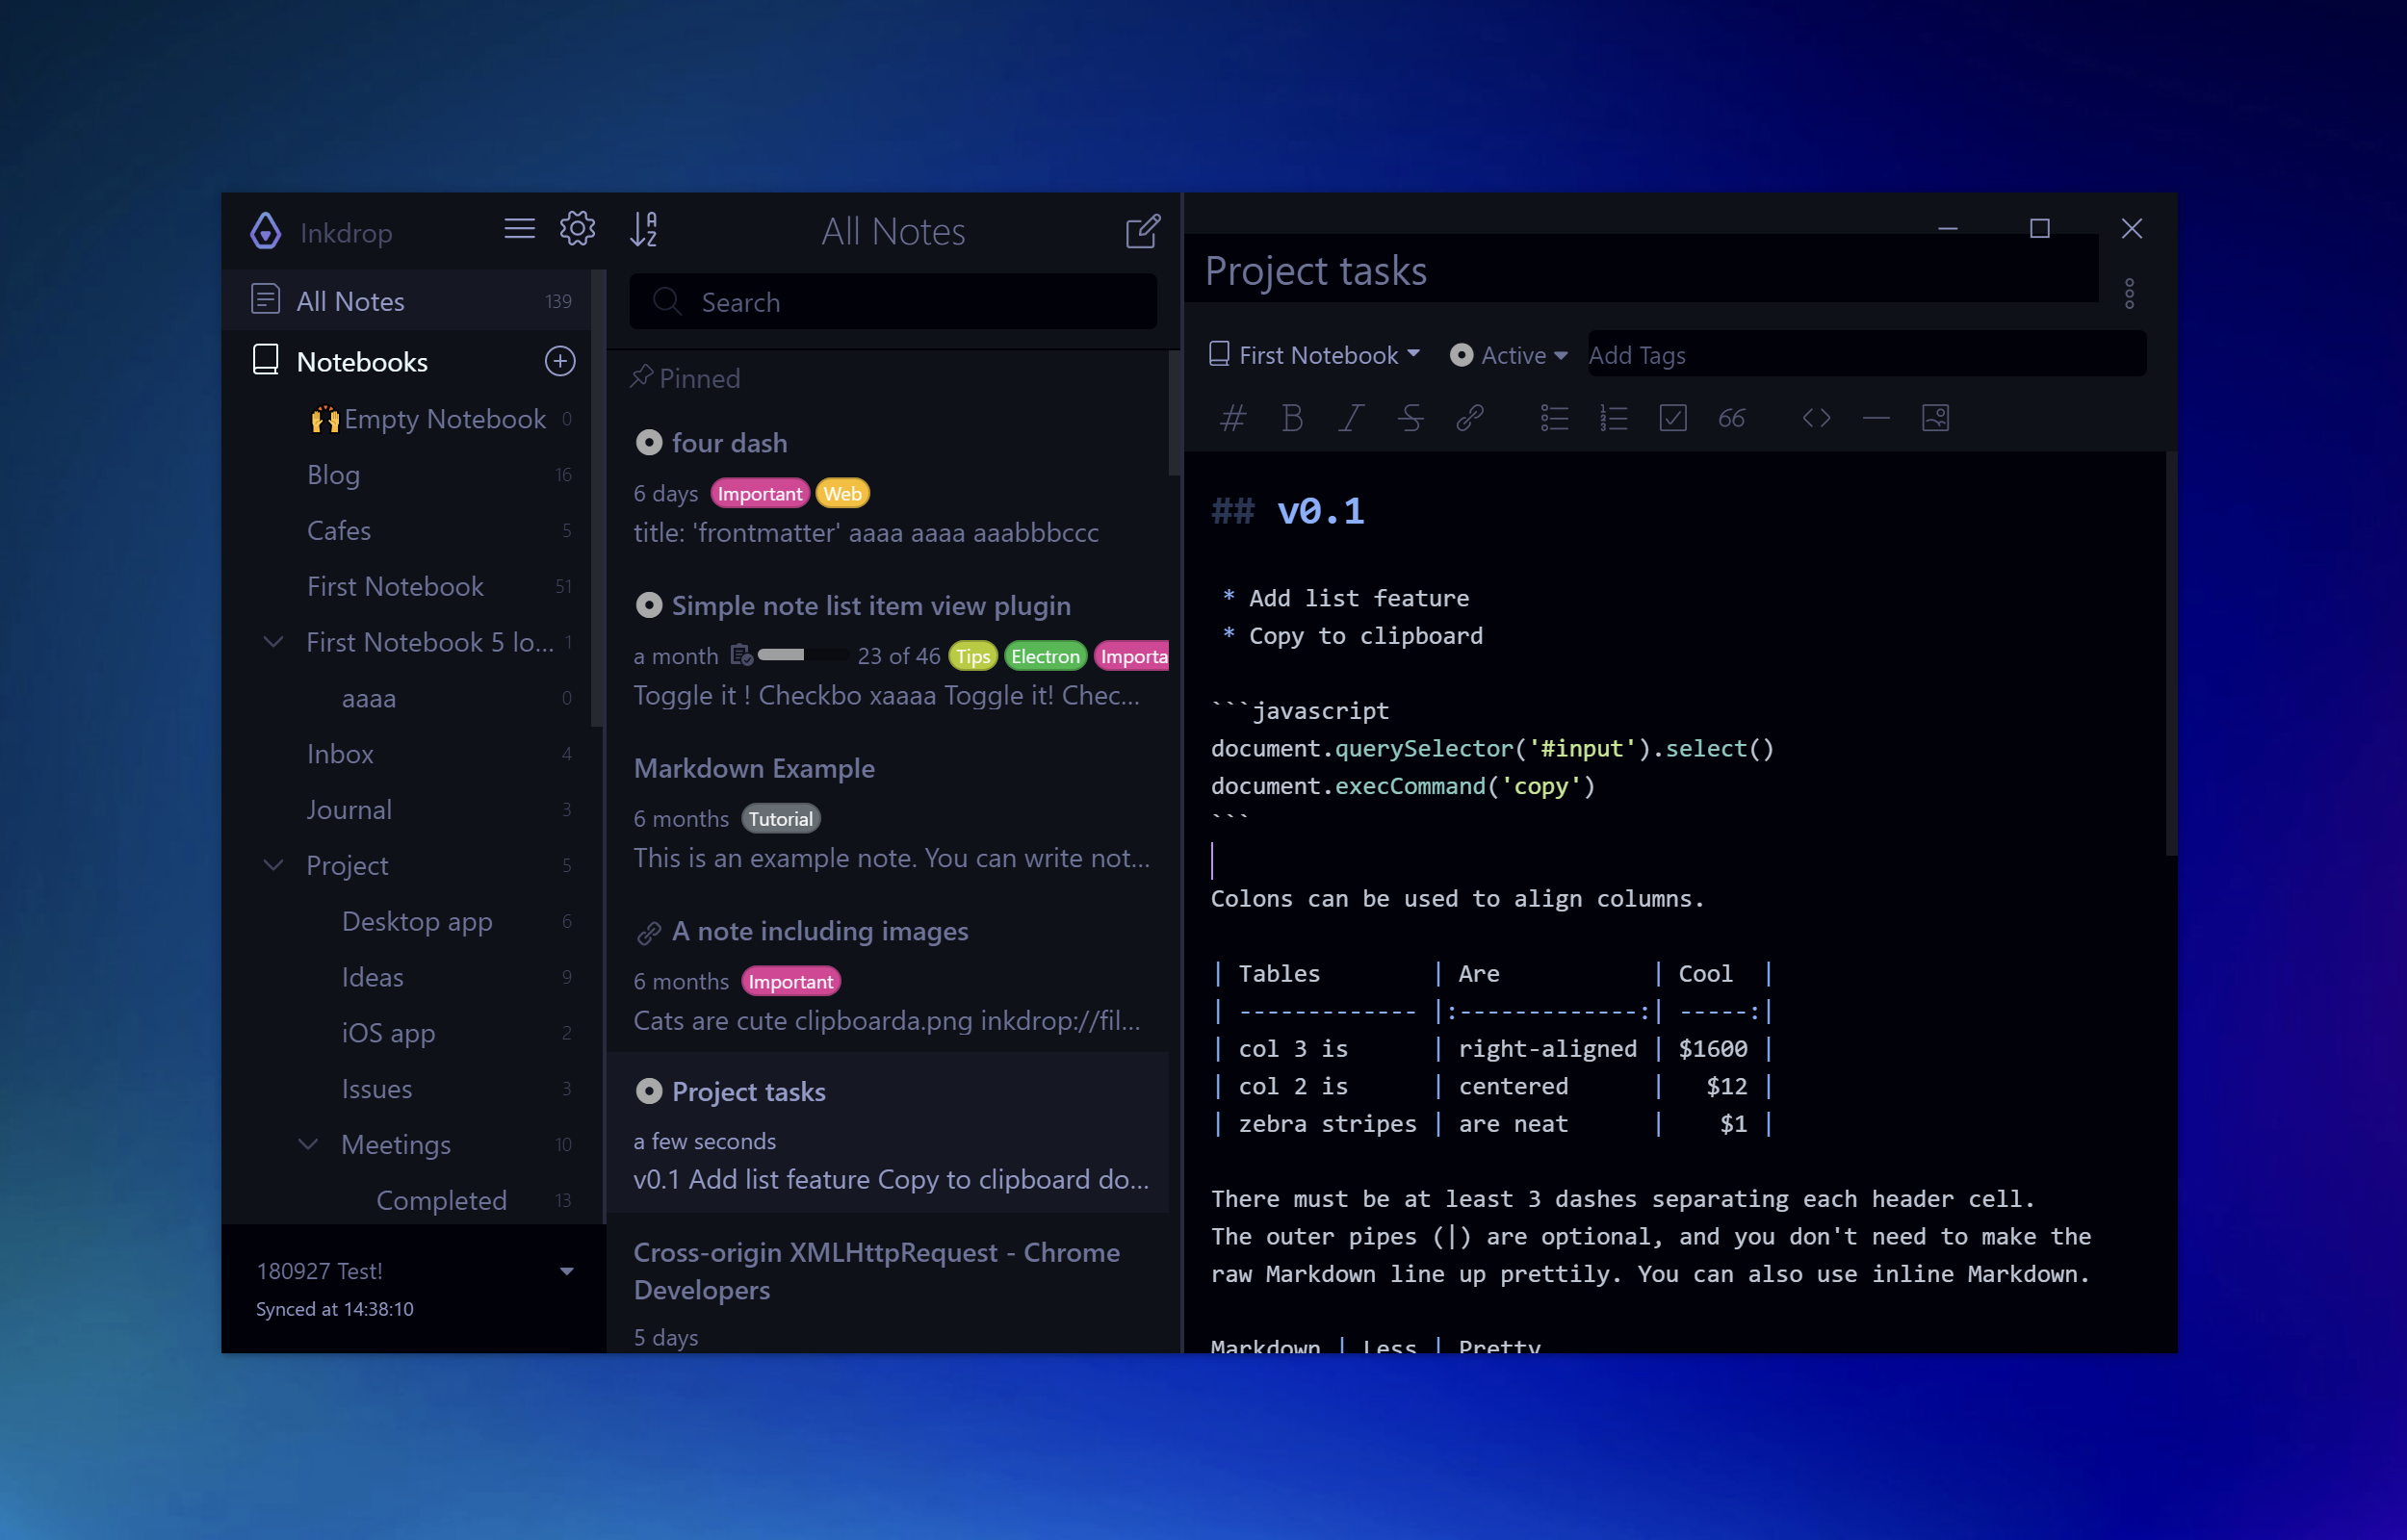 Inkdrop
All Notes 139
Notebooks
Empty Notebook 0
Blog 16
Cafes 5
First Notebook 51
First Notebook 5 lo... 1
aaaa 0
Inbox 4
Journal 3
Project 5
Desktop app 6
Ideas 9
iOS app 2
Issues 3
Meetings 10
Completed 13
180927 Test!
Synced at 14:38:10
All Notes
Search
Pinned
four dash
6 days Important Web
title: 'frontmatter' aaaa aaaa aaabbbccc
Simple note list item view plugin
a month 23 of 46 Tips Electron Importa
Toggle it ! Checkbo xaaaa Toggle it! Chec...
Markdown Example
6 months Tutorial
This is an example note. You can write not...
A note including images
6 months Important
Cats are cute clipboarda.png inkdrop://fil...
Project tasks
a few seconds
v0.1 Add list feature Copy to clipboard do...
Cross-origin XMLHttpRequest - Chrome
Developers
5 days
Project tasks
First Notebook Active Add Tags
## v0.1
* Add list feature
* Copy to clipboard
```javascript
document.querySelector('#input').select()
document.execCommand('copy')
```
Colons can be used to align columns.
| Tables        | Are           | Cool  |
| ------------- |:-------------:| -----:|
| col 3 is      | right-aligned | $1600 |
| col 2 is      | centered      |   $12 |
| zebra stripes | are neat      |    $1 |
There must be at least 3 dashes separating each header cell.
The outer pipes (|) are optional, and you don't need to make the
raw Markdown line up prettily. You can also use inline Markdown.
Markdown | Less | Pretty